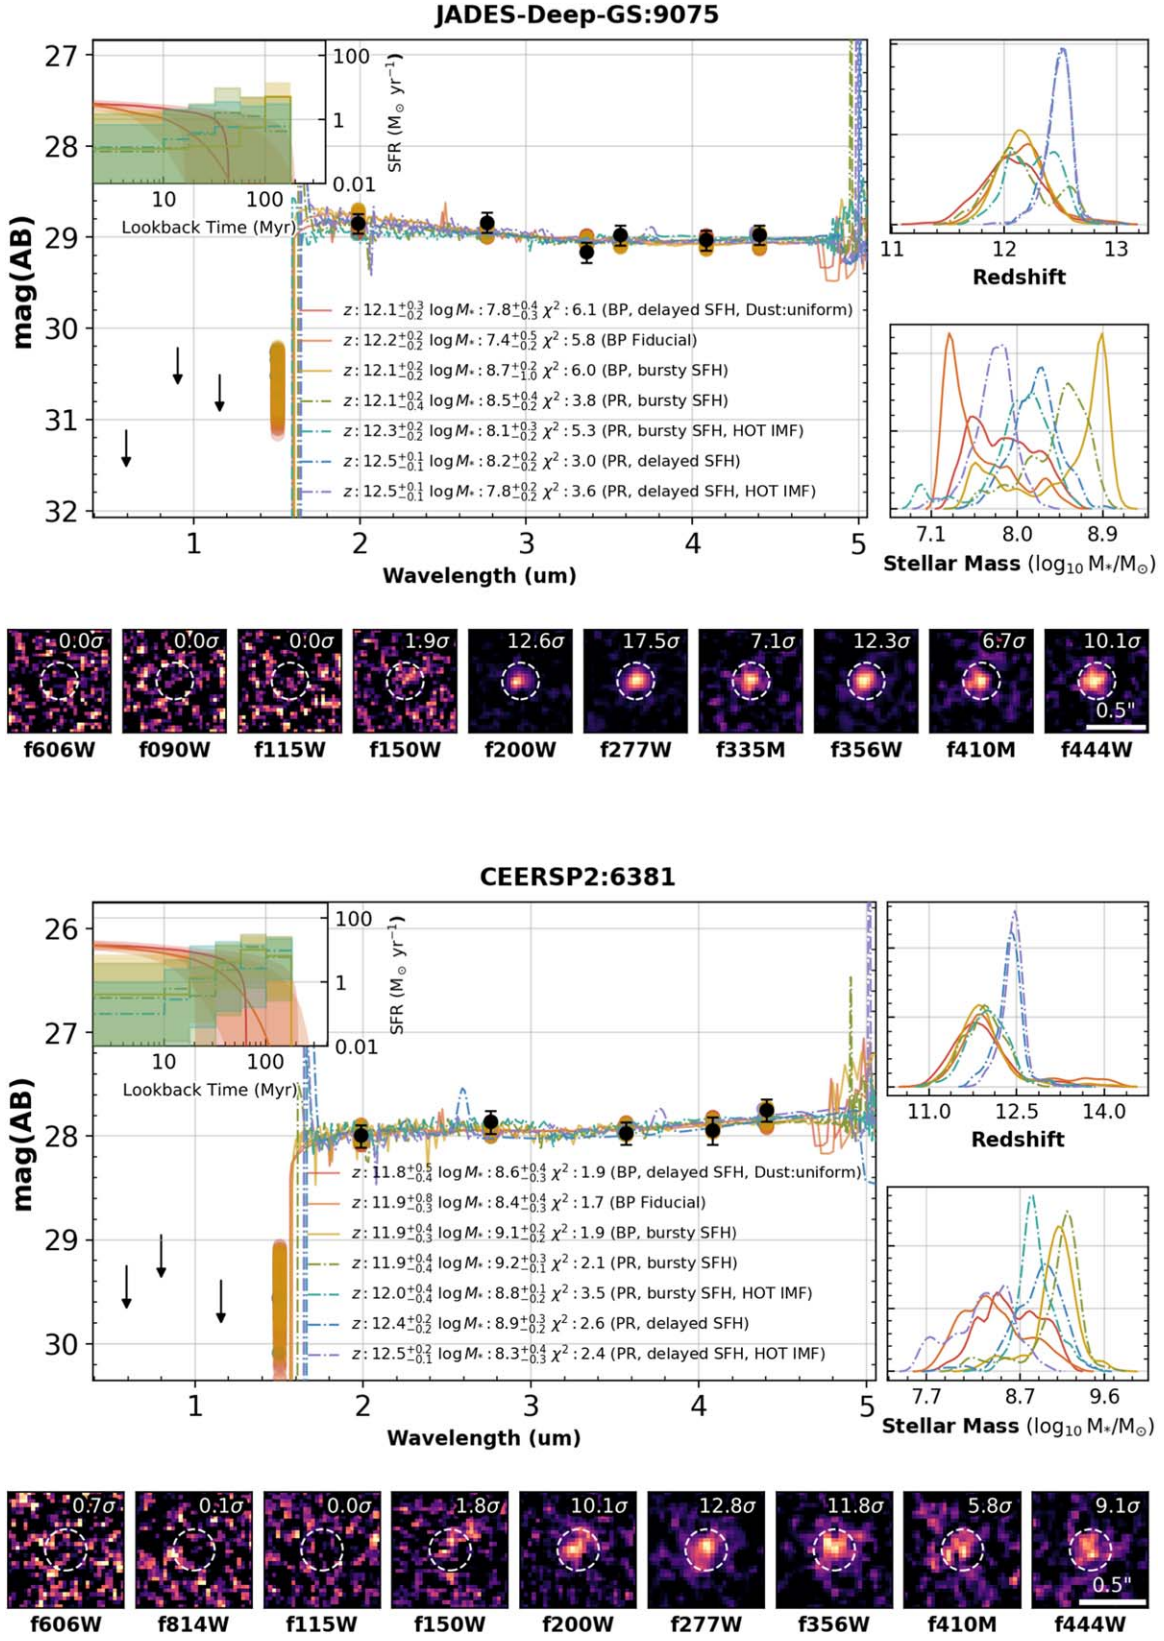 JADES-Deep-GS:9075
27
28
29
30
31
32
mag(AB)
100
1
0.01
SFR (M⊙ yr⁻¹)
10 100
Lookback Time (Myr)
z : 12.1+0.3−0.2 log M* : 7.8+0.4−0.3 χ² : 6.1 (BP, delayed SFH, Dust:uniform)
z : 12.2+0.2−0.2 log M* : 7.4+0.5−0.2 χ² : 5.8 (BP Fiducial)
z : 12.1+0.2−0.2 log M* : 8.7+0.2−1.0 χ² : 6.0 (BP, bursty SFH)
z : 12.1+0.2−0.4 log M* : 8.5+0.4−0.2 χ² : 3.8 (PR, bursty SFH)
z : 12.3+0.2−0.2 log M* : 8.1+0.3−0.2 χ² : 5.3 (PR, bursty SFH, HOT IMF)
z : 12.5+0.1−0.1 log M* : 8.2+0.2−0.2 χ² : 3.0 (PR, delayed SFH)
z : 12.5+0.1−0.1 log M* : 7.8+0.2−0.2 χ² : 3.6 (PR, delayed SFH, HOT IMF)
1 2 3 4 5
Wavelength (um)
11 12 13
Redshift
7.1 8.0 8.9
Stellar Mass (log₁₀ M*/M⊙)
0.0σ 0.0σ 0.0σ 1.9σ 12.6σ 17.5σ 7.1σ 12.3σ 6.7σ 10.1σ
0.5"
f606W f090W f115W f150W f200W f277W f335M f356W f410M f444W
CEERSP2:6381
26
27
28
29
30
mag(AB)
100
1
0.01
SFR (M⊙ yr⁻¹)
10 100
Lookback Time (Myr)
z : 11.8+0.5−0.4 log M* : 8.6+0.4−0.3 χ² : 1.9 (BP, delayed SFH, Dust:uniform)
z : 11.9+0.8−0.3 log M* : 8.4+0.4−0.3 χ² : 1.7 (BP Fiducial)
z : 11.9+0.4−0.3 log M* : 9.1+0.2−0.2 χ² : 1.9 (BP, bursty SFH)
z : 11.9+0.4−0.4 log M* : 9.2+0.3−0.1 χ² : 2.1 (PR, bursty SFH)
z : 12.0+0.4−0.4 log M* : 8.8+0.1−0.2 χ² : 3.5 (PR, bursty SFH, HOT IMF)
z : 12.4+0.2−0.2 log M* : 8.9+0.3−0.2 χ² : 2.6 (PR, delayed SFH)
z : 12.5+0.2−0.1 log M* : 8.3+0.4−0.3 χ² : 2.4 (PR, delayed SFH, HOT IMF)
1 2 3 4 5
Wavelength (um)
11.0 12.5 14.0
Redshift
7.7 8.7 9.6
Stellar Mass (log₁₀ M*/M⊙)
0.7σ 0.1σ 0.0σ 1.8σ 10.1σ 12.8σ 11.8σ 5.8σ 9.1σ
0.5"
f606W f814W f115W f150W f200W f277W f356W f410M f444W